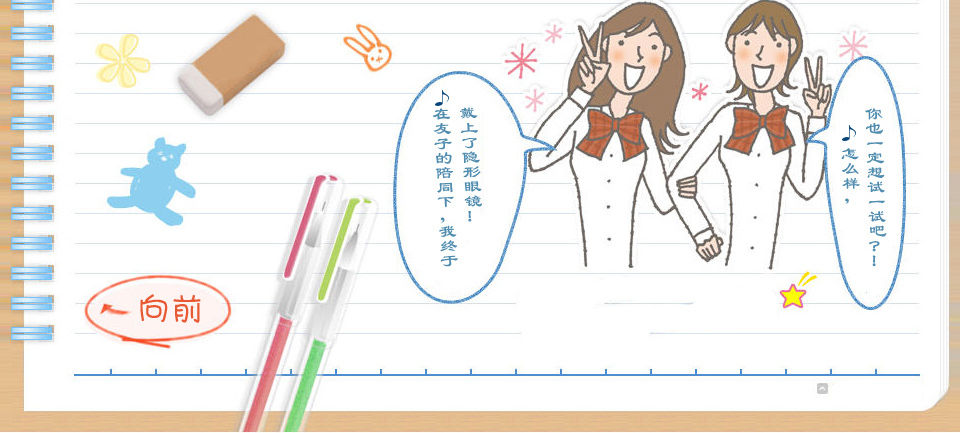 ♪在友子的陪同下，我终于
戴上了隐形眼镜！
♪怎么样，
你也一定想试一试吧？！
向前